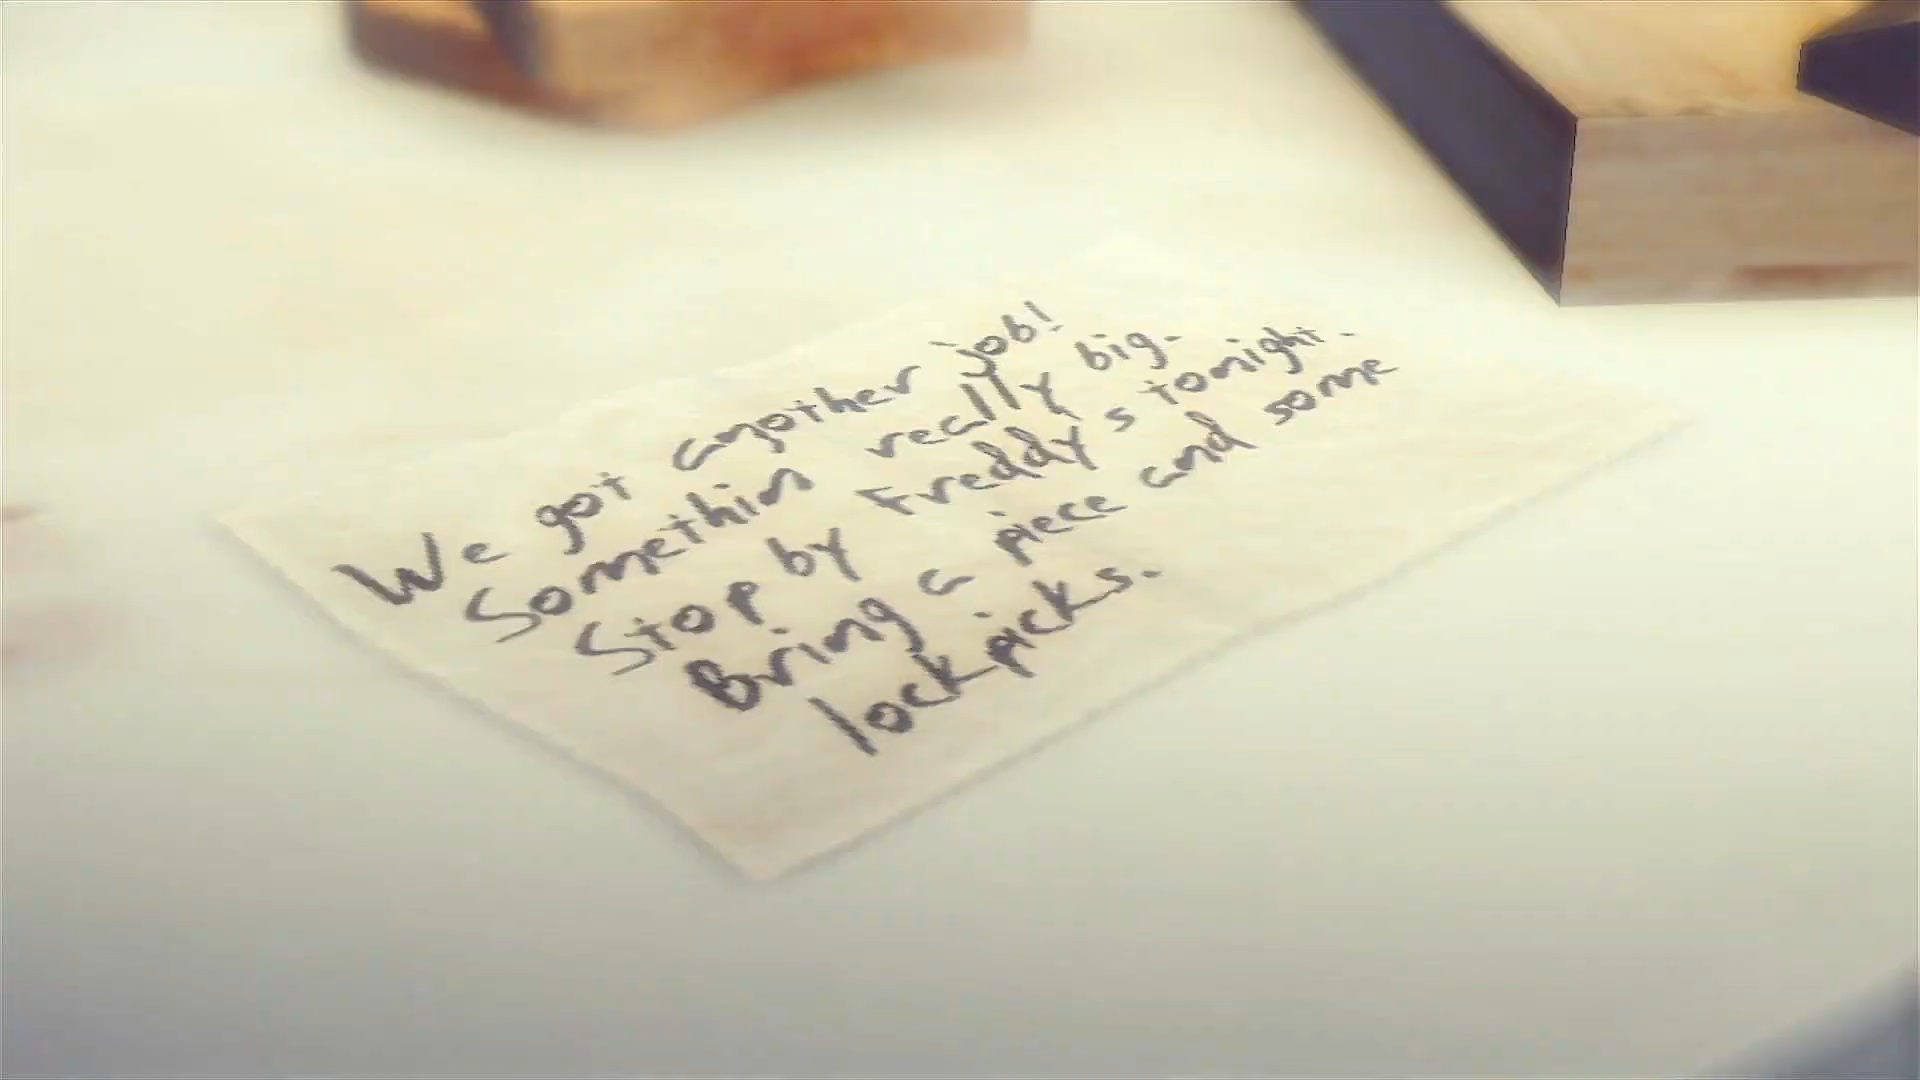 We got another job!
Somethin really big.
Stop by Freddy s tonight.
Bring a piece and some
lockpicks.